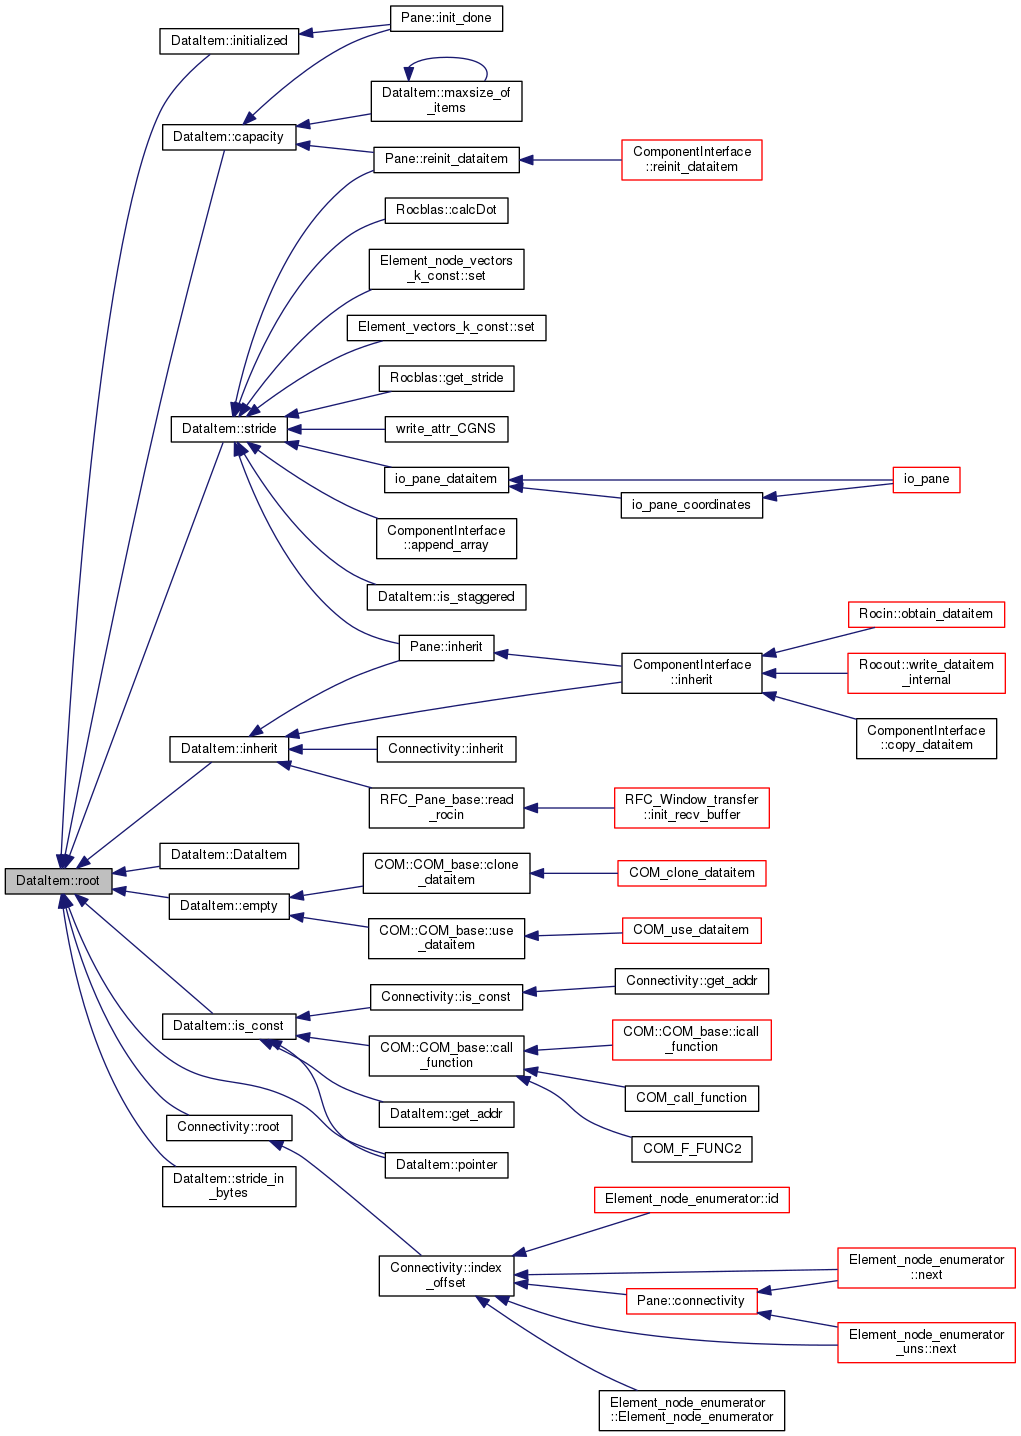 Pane::init_done
DataItem::initialized
DataItem::maxsize_of
_items
DataItem::capacity
Pane::reinit_dataitem
ComponentInterface
::reinit_dataitem
Rocblas::calcDot
Element_node_vectors
_k_const::set
Element_vectors_k_const::set
Rocblas::get_stride
DataItem::stride
write_attr_CGNS
io_pane_dataitem
io_pane
io_pane_coordinates
ComponentInterface
::append_array
DataItem::is_staggered
Rocin::obtain_dataitem
Pane::inherit
ComponentInterface
::inherit
Rocout::write_dataitem
_internal
ComponentInterface
::copy_dataitem
DataItem::inherit
Connectivity::inherit
RFC_Pane_base::read
_rocin
RFC_Window_transfer
::init_recv_buffer
DataItem::DataItem
DataItem::root
COM::COM_base::clone
_dataitem
COM_clone_dataitem
DataItem::empty
COM::COM_base::use
_dataitem
COM_use_dataitem
Connectivity::is_const
Connectivity::get_addr
DataItem::is_const
COM::COM_base::call
_function
COM::COM_base::icall
_function
COM_call_function
DataItem::get_addr
Connectivity::root
COM_F_FUNC2
DataItem::pointer
DataItem::stride_in
_bytes
Element_node_enumerator::id
Connectivity::index
_offset
Element_node_enumerator
::next
Pane::connectivity
Element_node_enumerator
_uns::next
Element_node_enumerator
::Element_node_enumerator